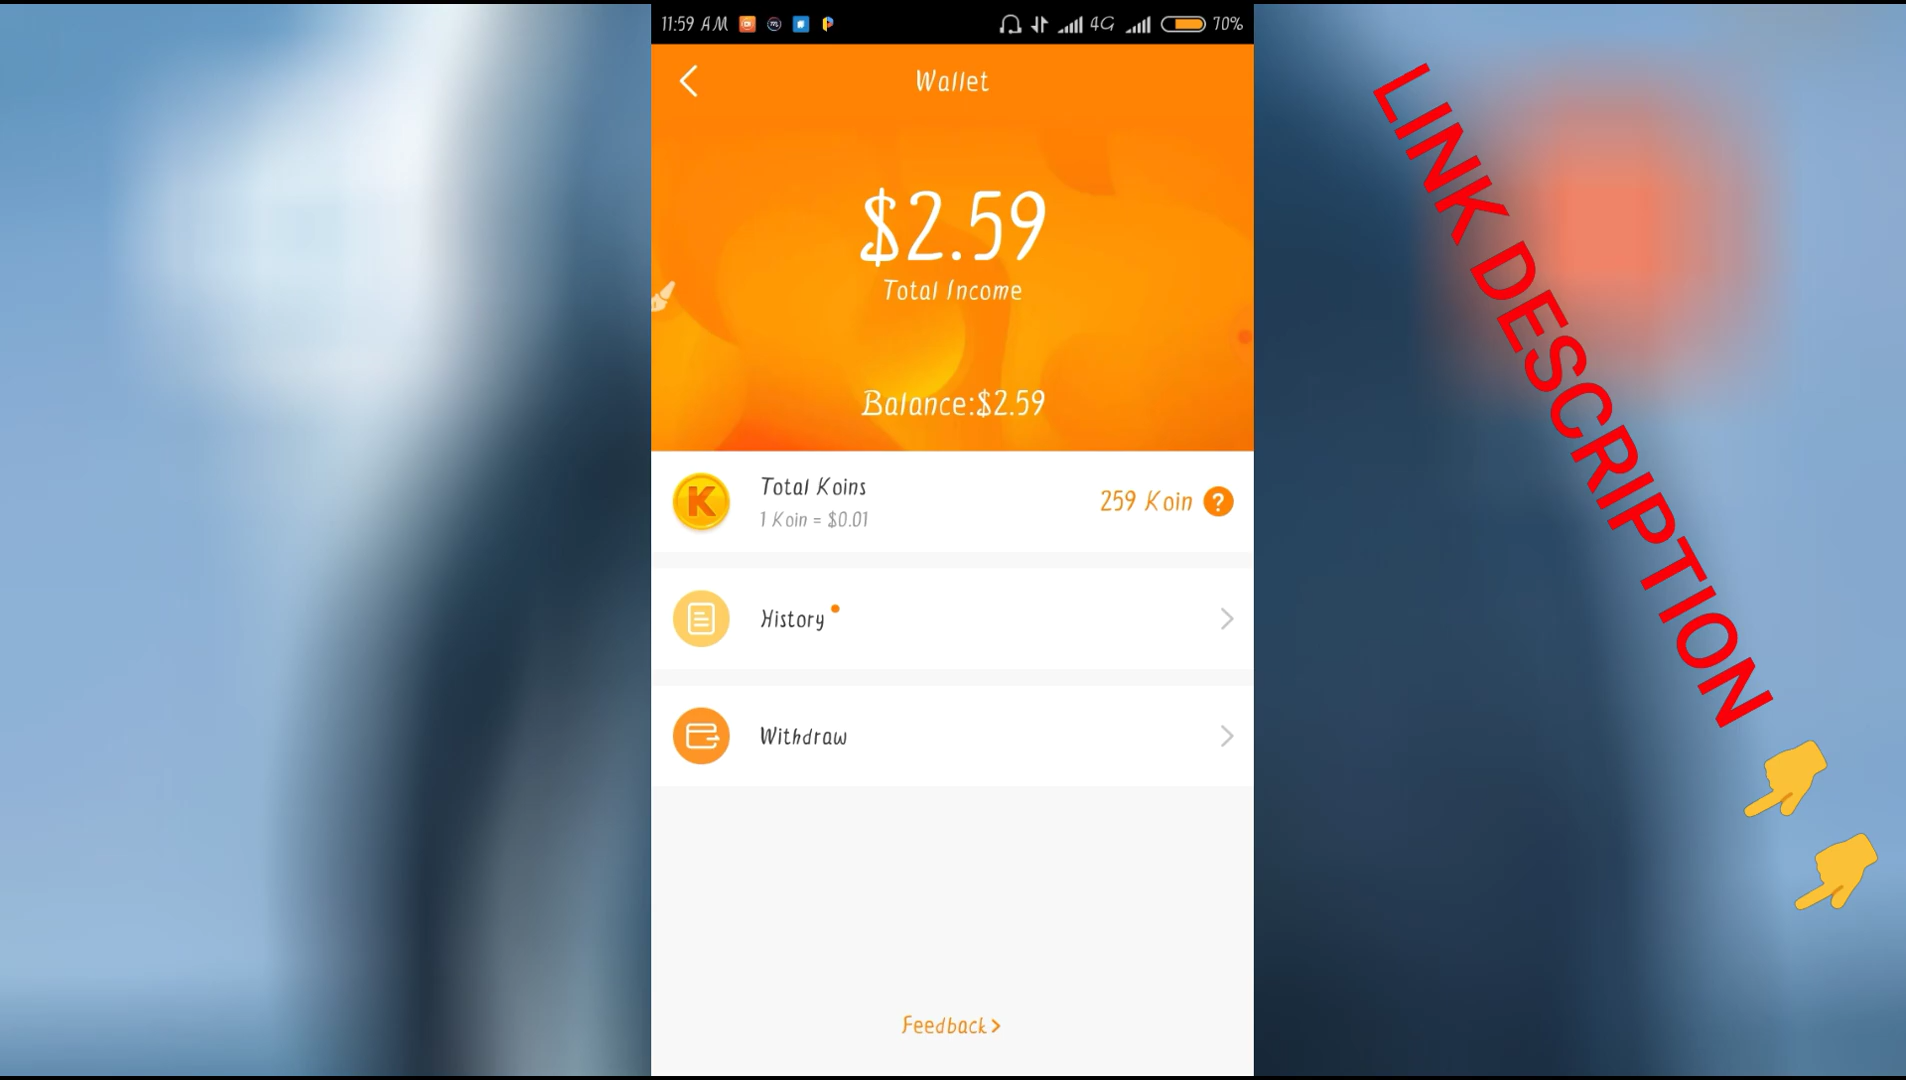 11:59 AM
4G
70%
Wallet
$2.59
Total Income
Balance:$2.59
K
Total Koins
1 Koin = $0.01
259 Koin ?
History
Withdraw
Feedback
LINK DESCRIPTION